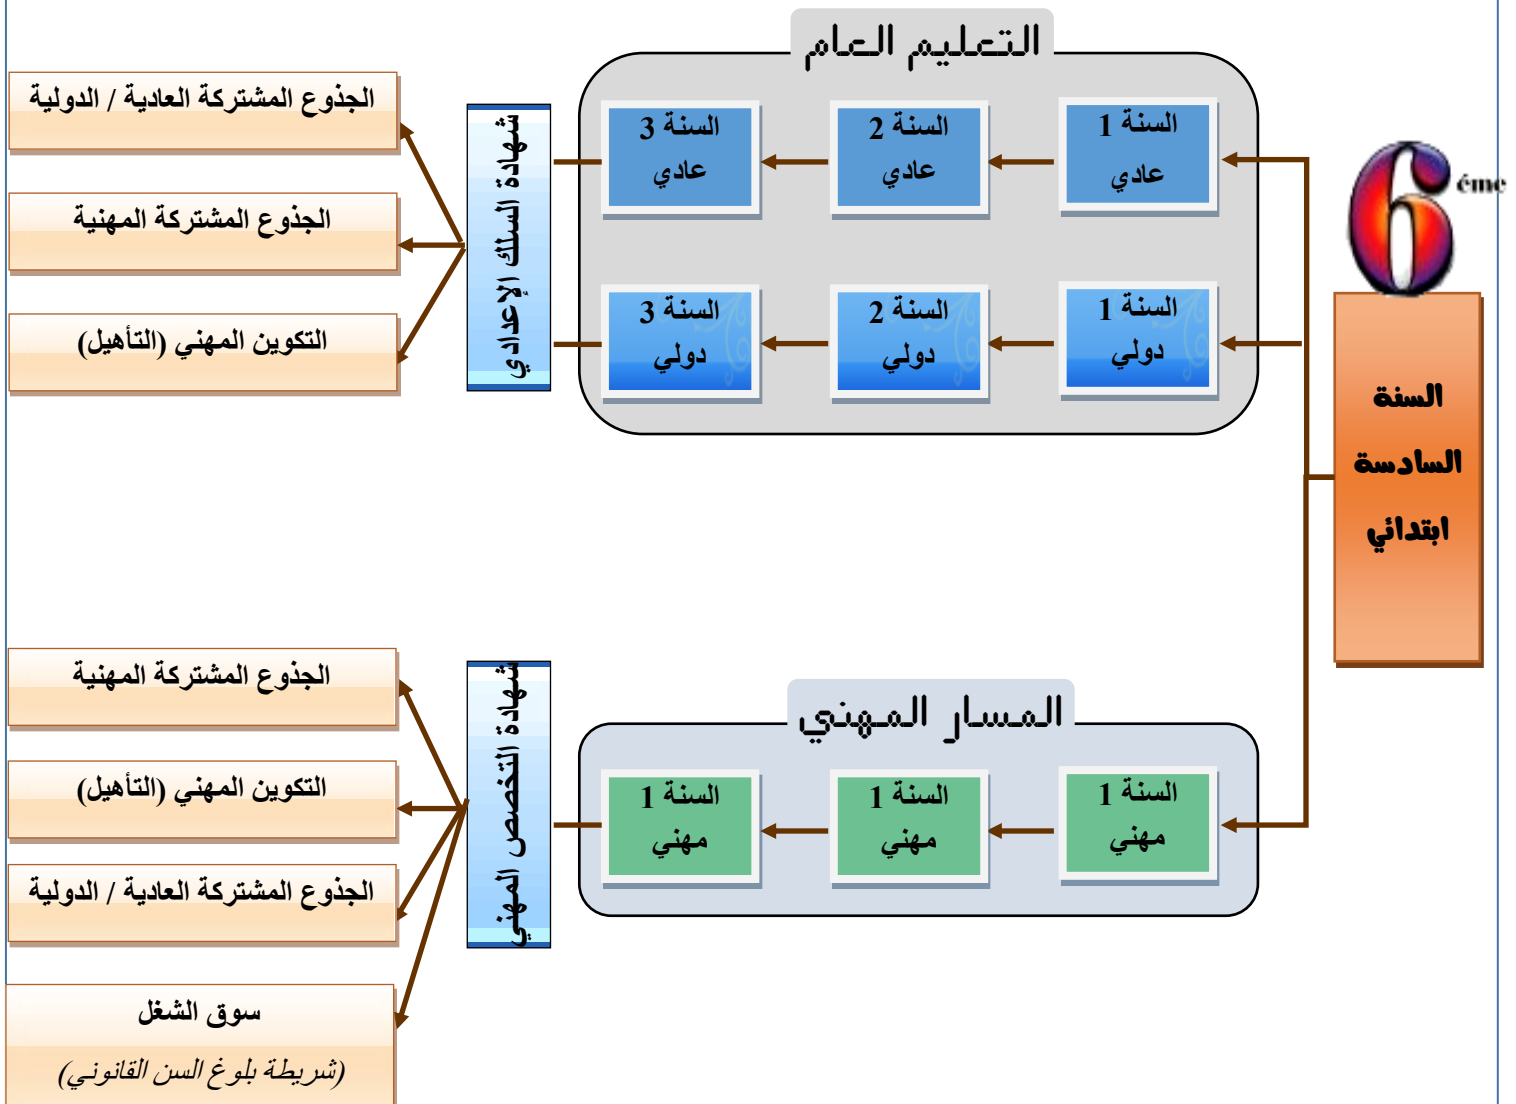 6
éme
السنة
السادسة
ابتدائي
التعليم العام
السنة 1
عادي
السنة 2
عادي
السنة 3
عادي
السنة 1
دولي
السنة 2
دولي
السنة 3
دولي
شهادة السلك الإعدادي
الجذوع المشتركة العادية / الدولية
الجذوع المشتركة المهنية
التكوين المهني (التأهيل)
المسار المهني
السنة 1
مهني
السنة 1
مهني
السنة 1
مهني
شهادة التخصص المهني
الجذوع المشتركة المهنية
التكوين المهني (التأهيل)
الجذوع المشتركة العادية / الدولية
سوق الشغل
(شريطة بلوغ السن القانوني)